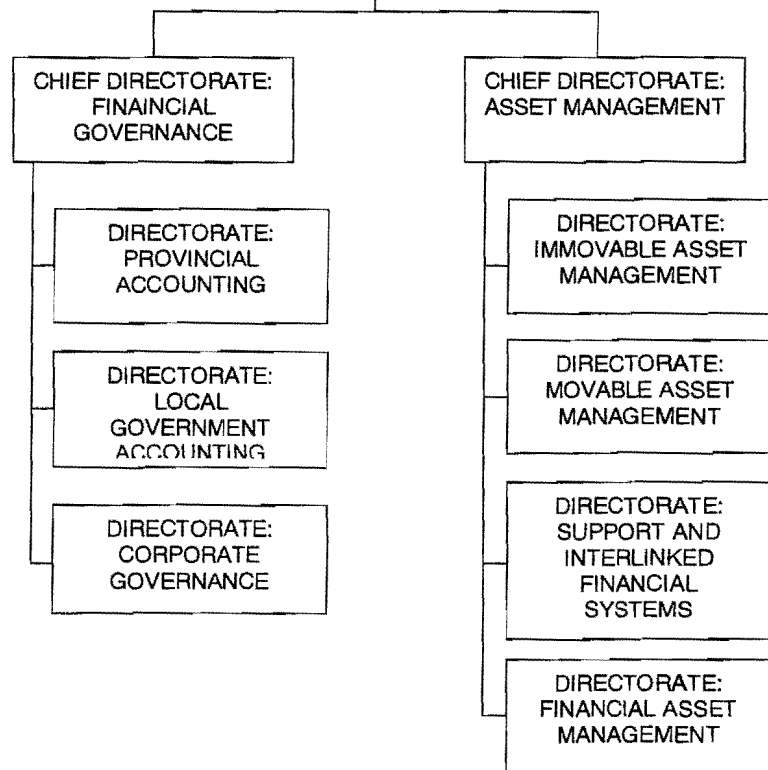 CHIEF DIRECTORATE:
FINAINCIAL
GOVERNANCE
DIRECTORATE:
PROVINCIAL
ACCOUNTING
DIRECTORATE:
LOCAL
GOVERNMENT
ACCOUNTING
DIRECTORATE:
CORPORATE
GOVERNANCE
CHIEF DIRECTORATE:
ASSET MANAGEMENT
DIRECTORATE:
IMMOVABLE ASSET
MANAGEMENT
DIRECTORATE:
MOVABLE ASSET
MANAGEMENT
DIRECTORATE:
SUPPORT AND
INTERLINKED
FINANCIAL
SYSTEMS
DIRECTORATE:
FINANCIAL ASSET
MANAGEMENT